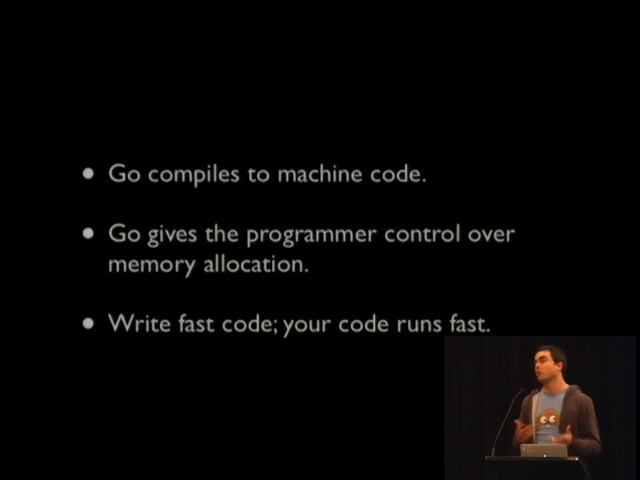 • Go compiles to machine code.
• Go gives the programmer control over
memory allocation.
• Write fast code; your code runs fast.